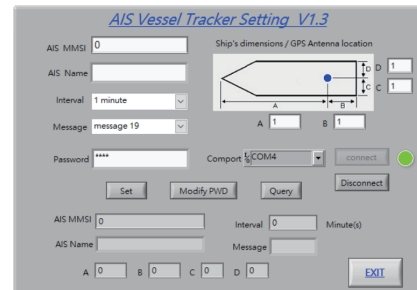 AIS Vessel Tracker Setting V1.3
AIS MMSI 0
Ship's dimensions / GPS Antenna location
AIS Name
D
C
D 1
C 1
Interval 1 minute
A B
Message message 19
A 1 B 1
Password ****
Comport COM4 connect
Set Modify PWD Query Disconnect
AIS MMSI 0 Interval 0 Minute(s)
AIS Name Message
A 0 B 0 C 0 D 0 EXIT